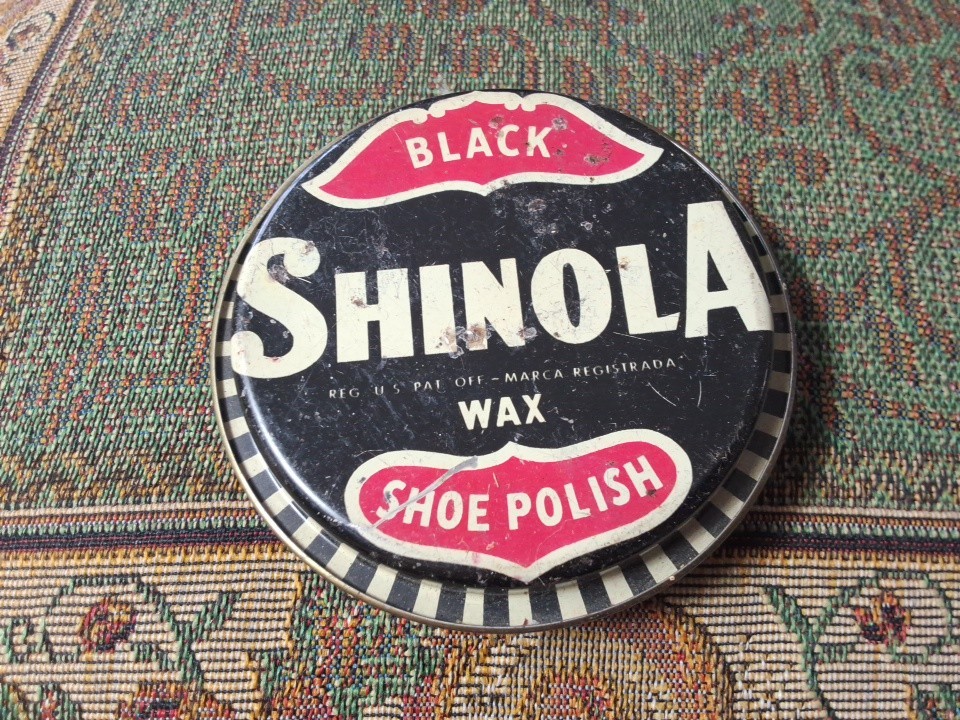 BLACK
SHINOLA
REG. U.S. PAT. OFF.-MARCA REGISTRADA
WAX
SHOE POLISH